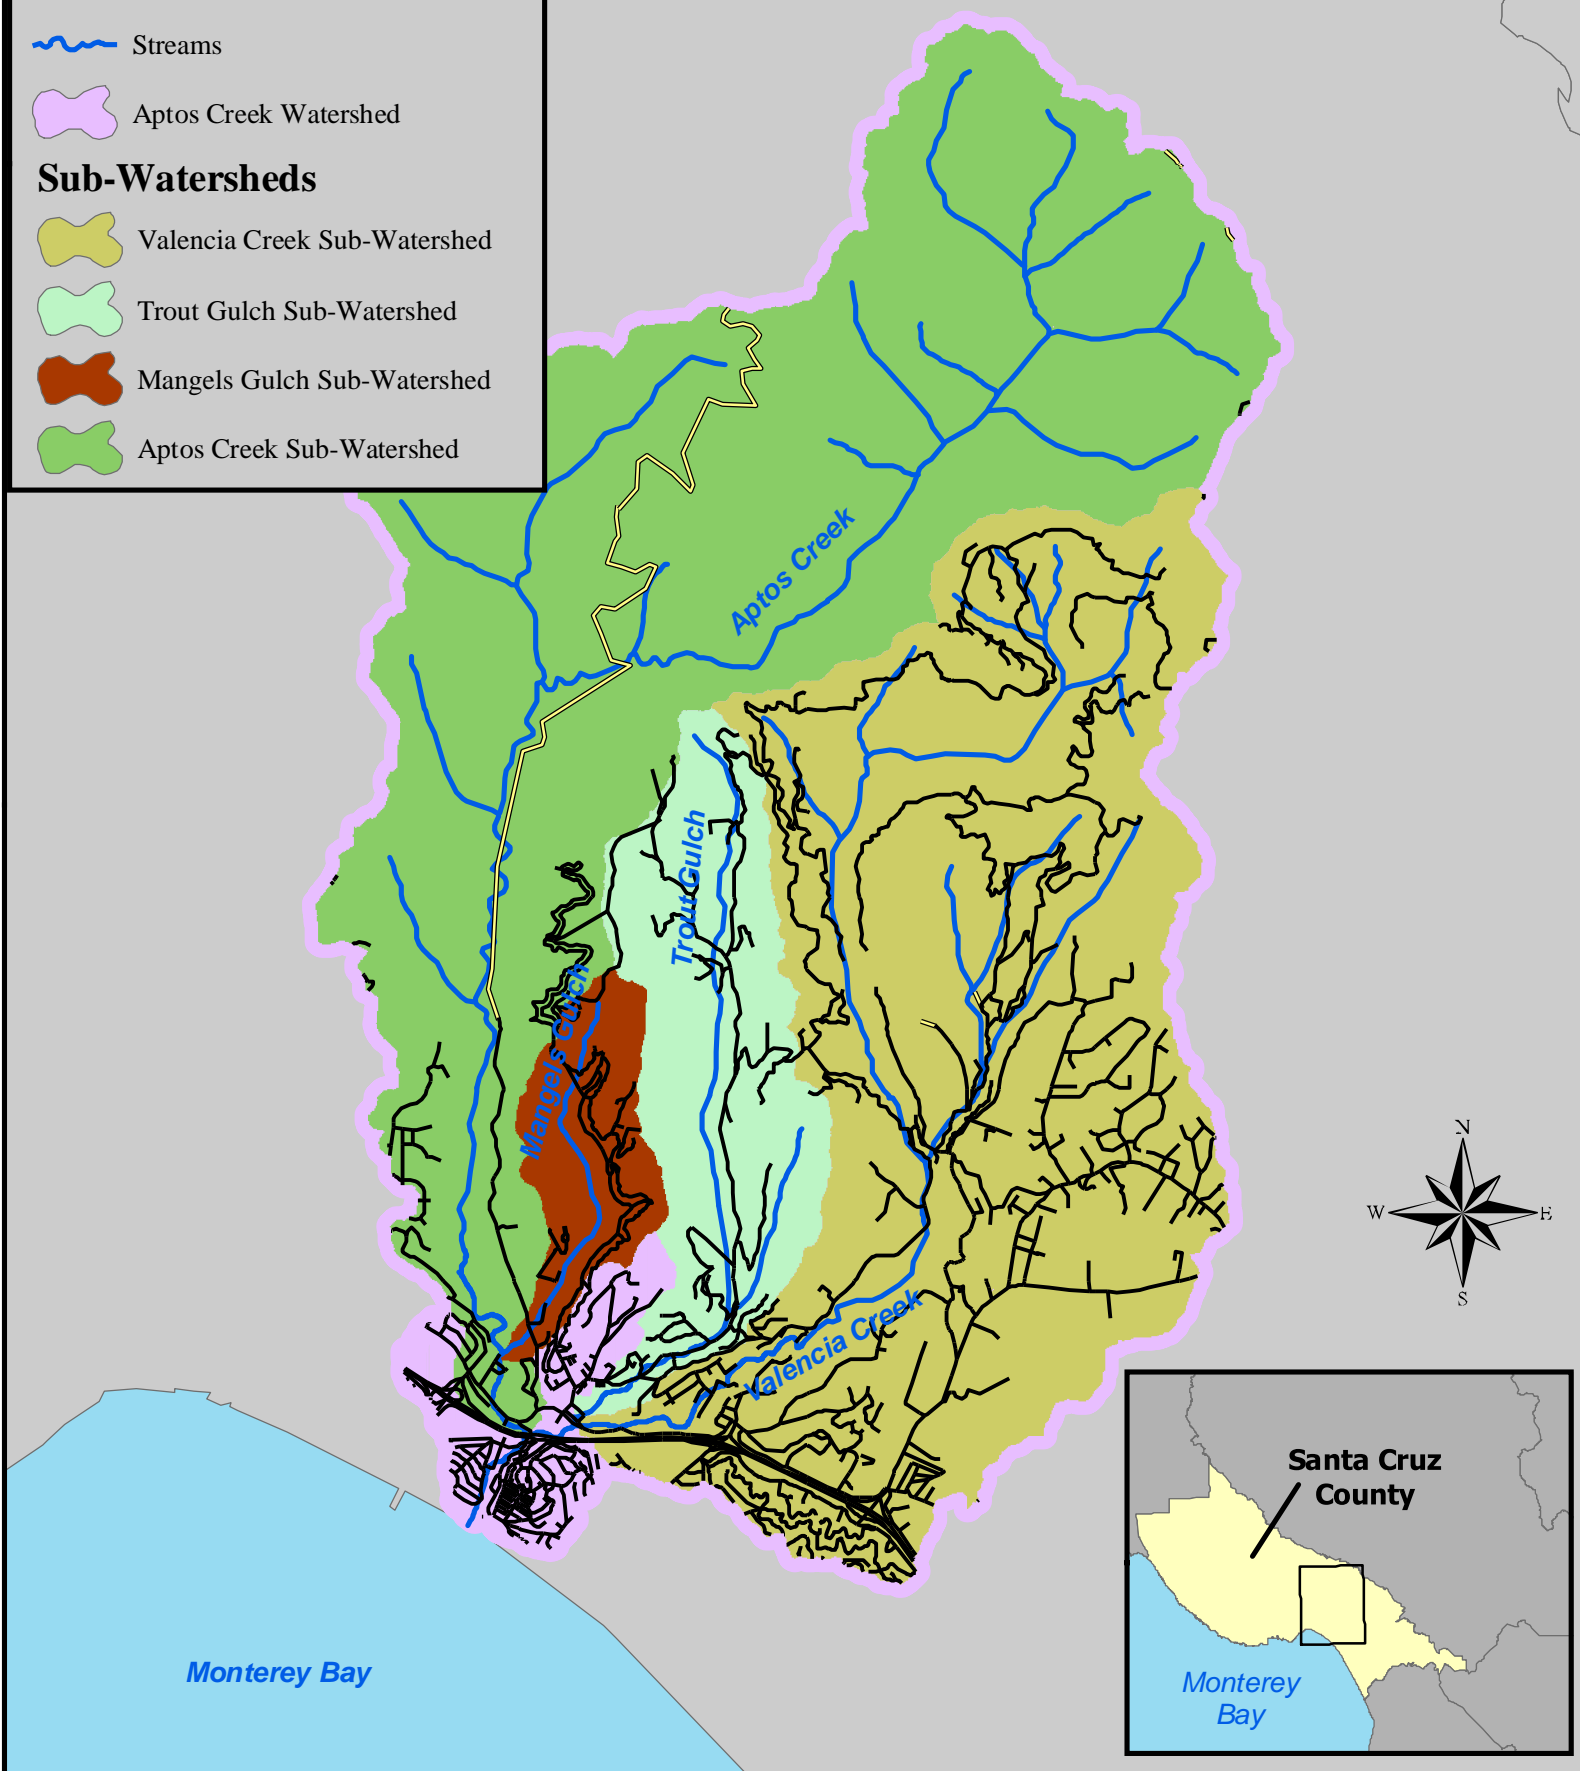 Streams
Aptos Creek Watershed
Sub-Watersheds
Valencia Creek Sub-Watershed
Trout Gulch Sub-Watershed
Mangels Gulch Sub-Watershed
Aptos Creek Sub-Watershed
Aptos Creek
Trout Gulch
Mangels Gulch
Valencia Creek
N
W
E
S
Santa Cruz
County
Monterey Bay
Monterey
Bay